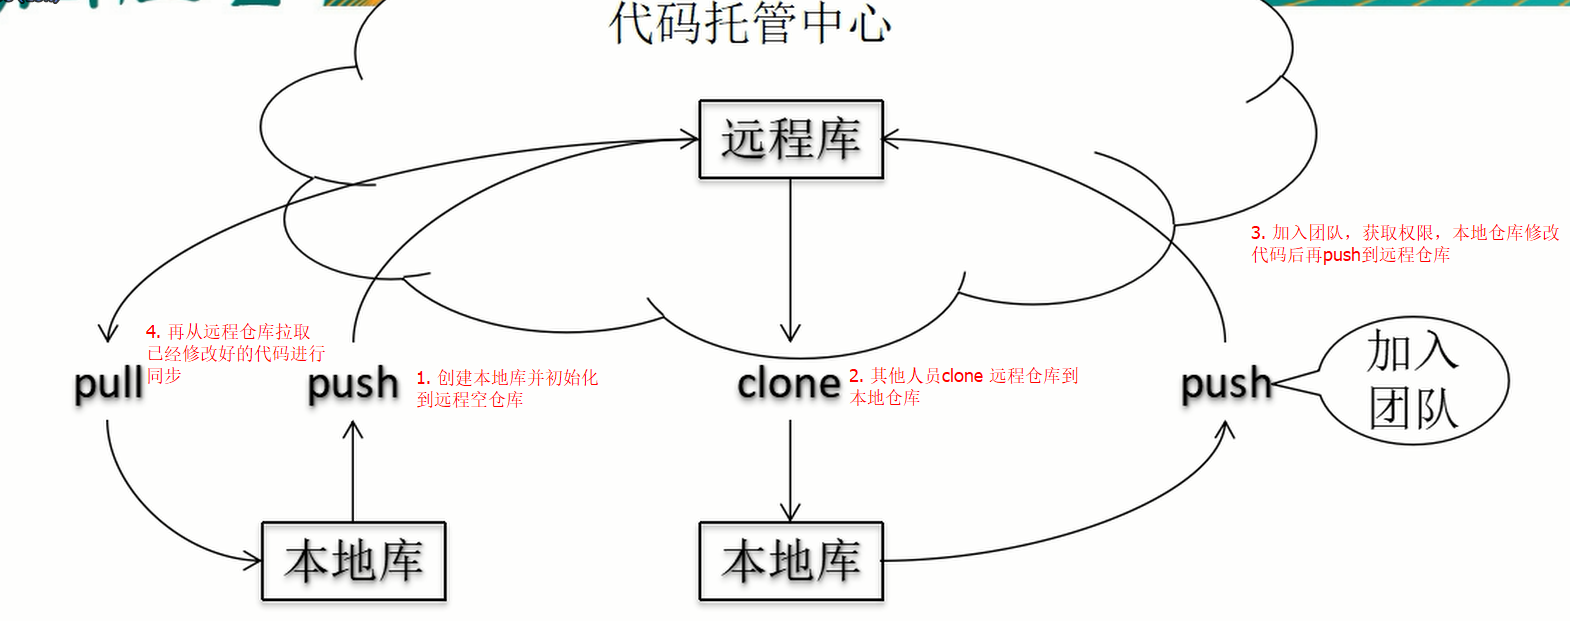 代码托管中心
远程库
3. 加入团队，获取权限，本地仓库修改
代码后再push到远程仓库
4. 再从远程仓库拉取
已经修改好的代码进行
同步
pull
push
1. 创建本地库并初始化
到远程空仓库
clone
2. 其他人员clone 远程仓库到
本地仓库
push
加入
团队
本地库
本地库